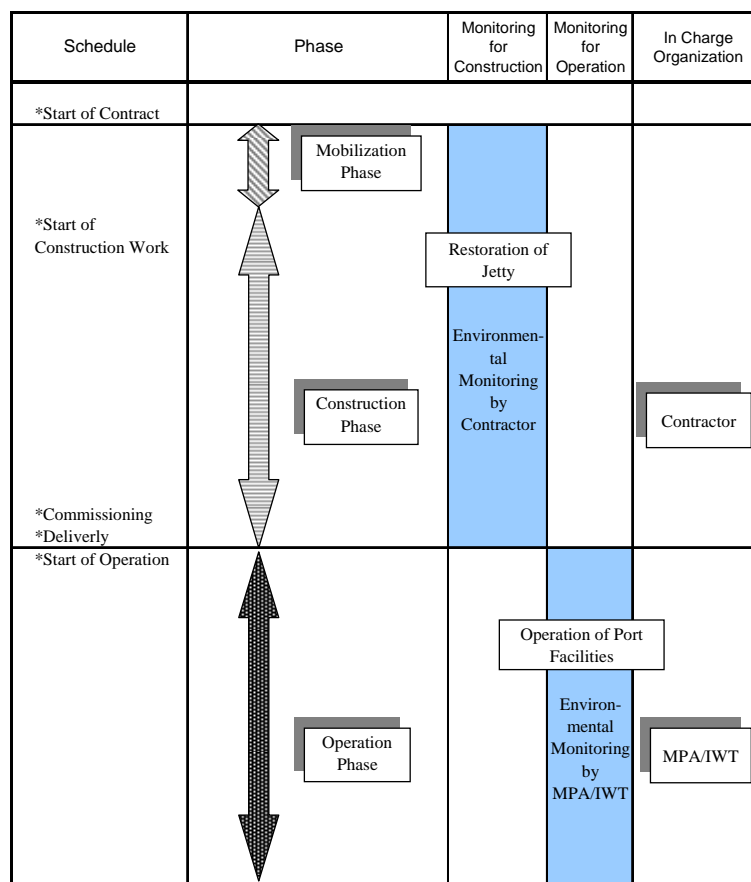 Schedule
Phase
Monitoring
for
Construction
Monitoring
for
Operation
In Charge
Organization
*Start of Contract
Mobilization
Phase
*Start of
Construction Work
Restoration of
Jetty
Environmen-
tal
Monitoring
by
Contractor
Construction
Phase
Contractor
*Commissioning
*Deliverly
*Start of Operation
Operation of Port
Facilities
Environ-
mental
Monitoring
by
MPA/IWT
Operation
Phase
MPA/IWT